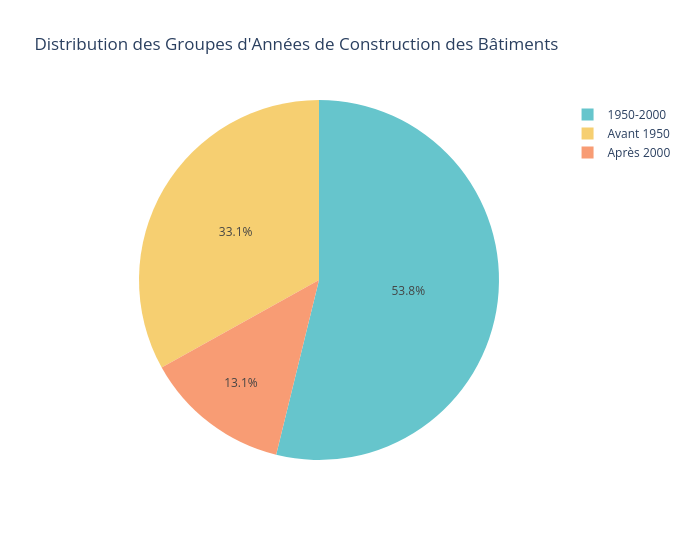 Distribution des Groupes d'Années de Construction des Bâtiments
1950-2000
Avant 1950
Après 2000
33.1%
53.8%
13.1%